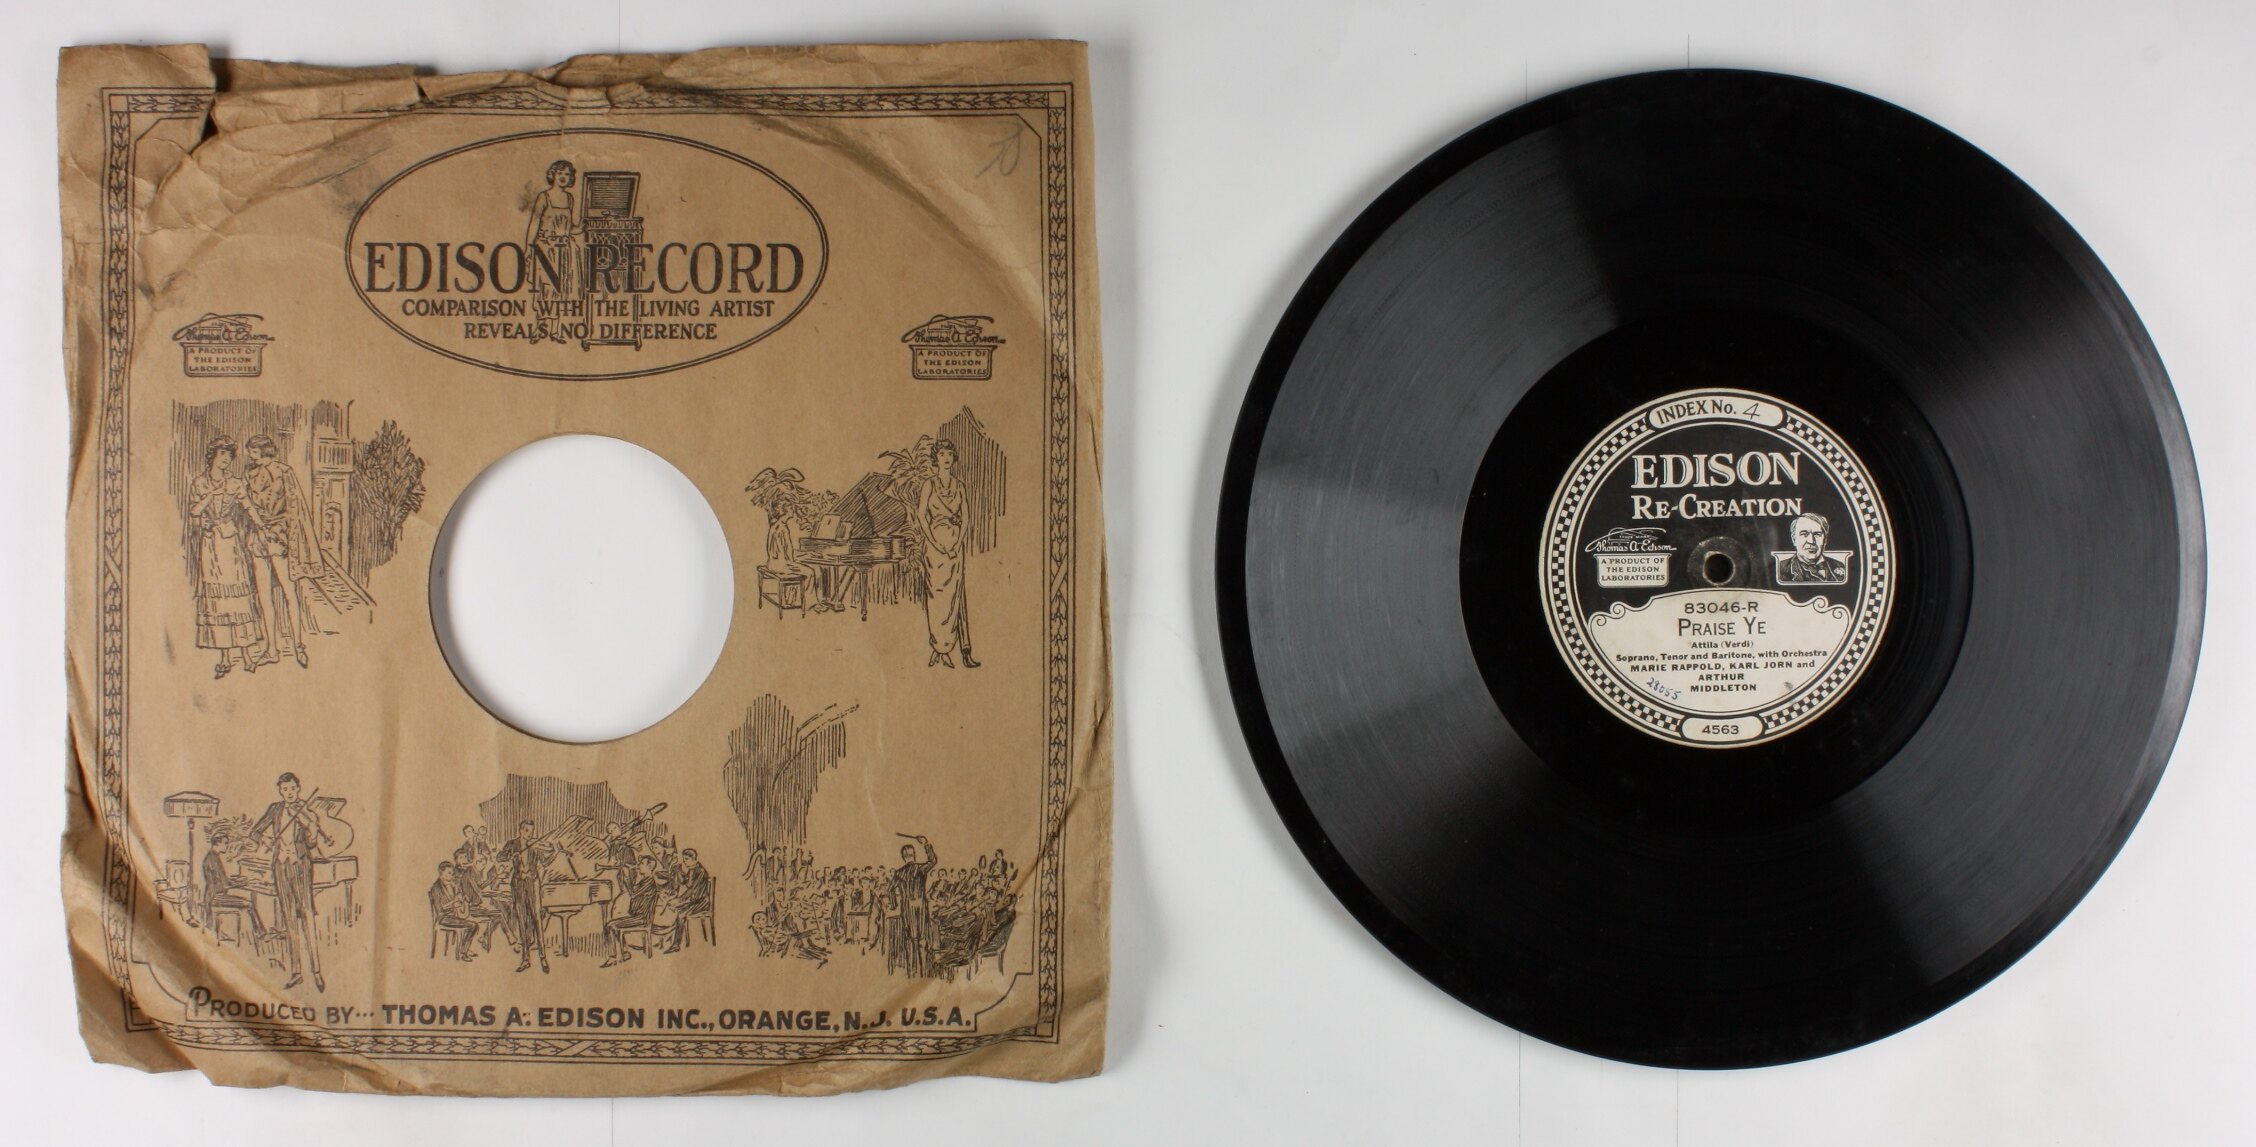 EDISON RECORD
COMPARISON WITH THE LIVING ARTIST
REVEALS NO DIFFERENCE
Thomas A. Edison
A PRODUCT OF
THE EDISON
LABORATORIES
Thomas A. Edison
A PRODUCT OF
THE EDISON
LABORATORIES
PRODUCED BY... THOMAS A. EDISON INC., ORANGE, N.J. U.S.A.
INDEX No. 4
EDISON
RE-CREATION
TRADE MARK
Thomas A Edison
A PRODUCT OF
THE EDISON
LABORATORIES
83046-R
PRAISE YE
Attila (Verdi)
Soprano, Tenor and Baritone, with Orchestra
MARIE RAPPOLD, KARL JORN and
ARTHUR
MIDDLETON
28055
4563